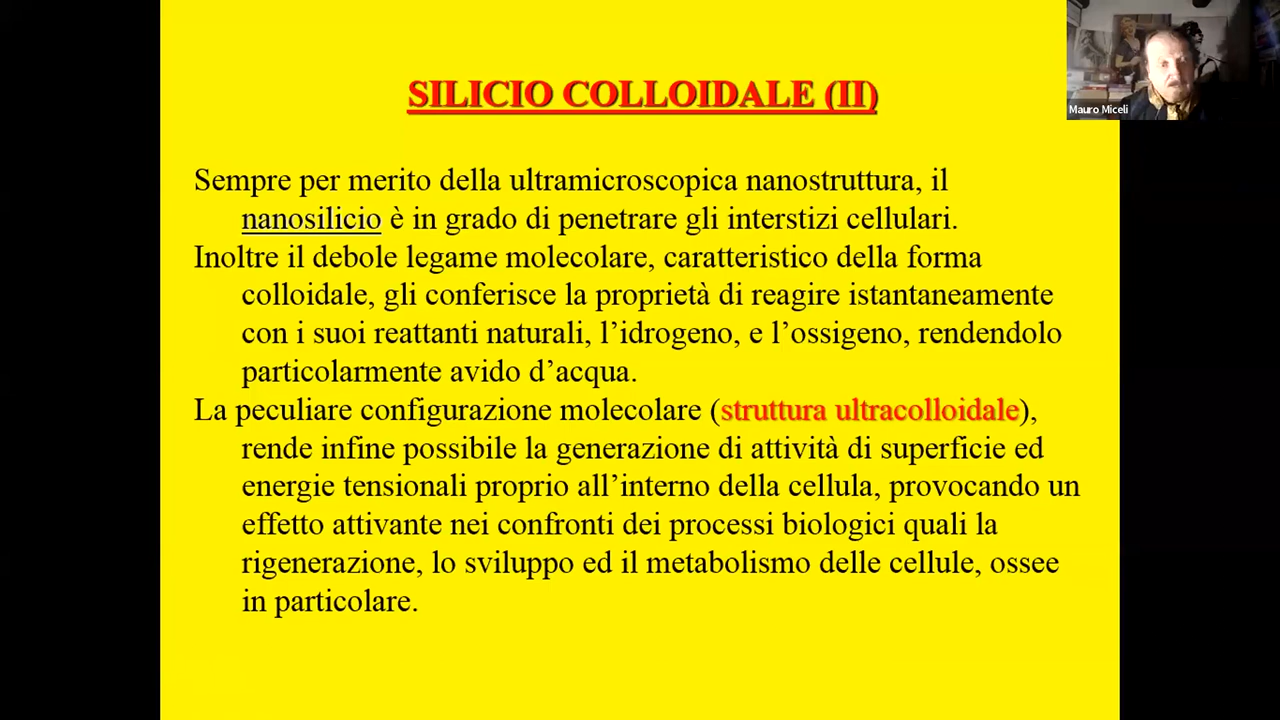 SILICIO COLLOIDALE (II)
Mauro Miceli
Sempre per merito della ultramicroscopica nanostruttura, il
nanosilicio è in grado di penetrare gli interstizi cellulari.
Inoltre il debole legame molecolare, caratteristico della forma
colloidale, gli conferisce la proprietà di reagire istantaneamente
con i suoi reattanti naturali, l’idrogeno, e l’ossigeno, rendendolo
particolarmente avido d’acqua.
La peculiare configurazione molecolare (struttura ultracolloidale),
rende infine possibile la generazione di attività di superficie ed
energie tensionali proprio all’interno della cellula, provocando un
effetto attivante nei confronti dei processi biologici quali la
rigenerazione, lo sviluppo ed il metabolismo delle cellule, ossee
in particolare.